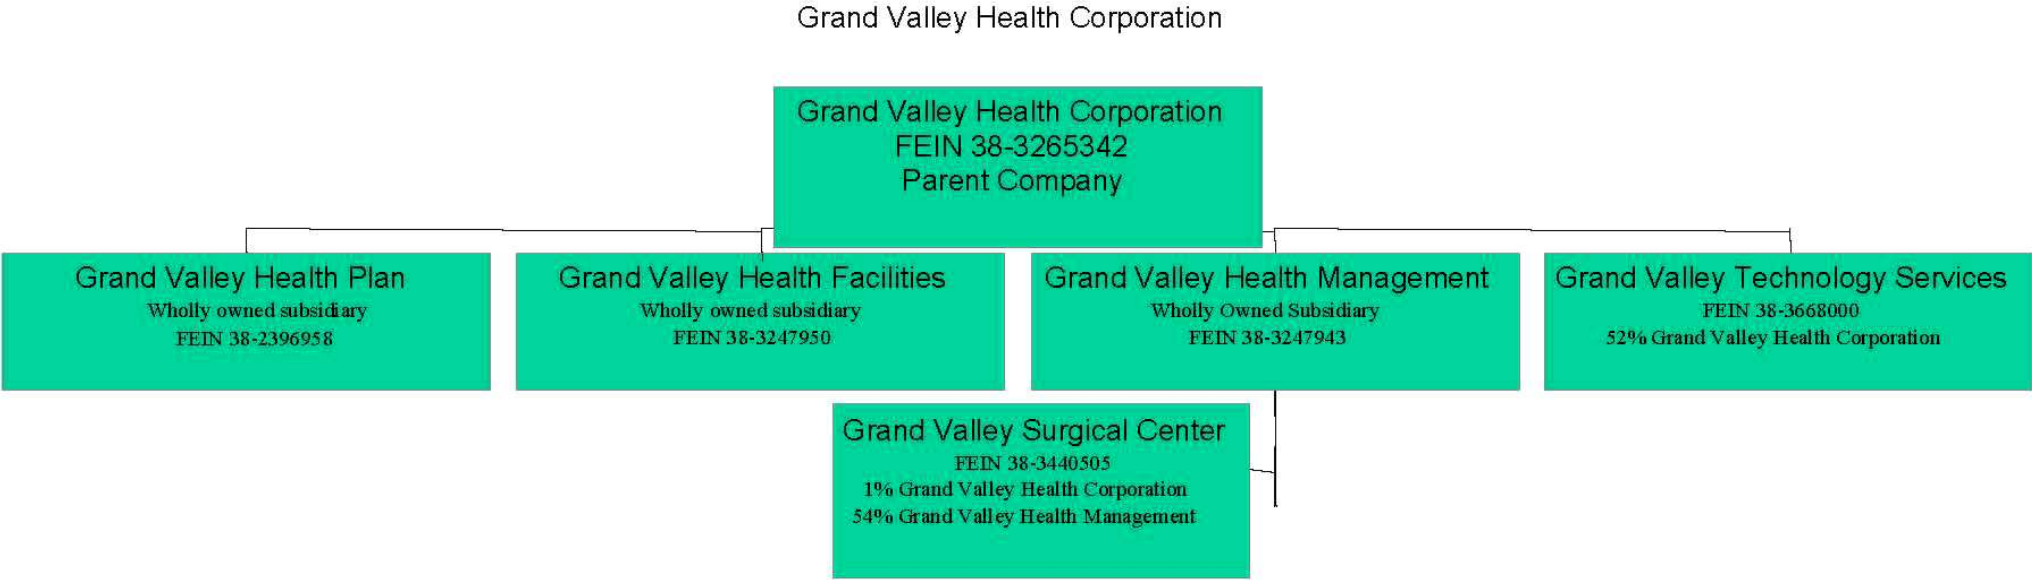 Grand Valley Health Corporation
Grand Valley Health Corporation
FEIN 38-3265342
Parent Company
Grand Valley Health Plan
Wholly owned subsidiary
FEIN 38-2396958
Grand Valley Health Facilities
Wholly owned subsidiary
FEIN 38-3247950
Grand Valley Health Management
Wholly Owned Subsidiary
FEIN 38-3247943
Grand Valley Technology Services
FEIN 38-3668000
52% Grand Valley Health Corporation
Grand Valley Surgical Center
FEIN 38-3440505
1% Grand Valley Health Corporation
54% Grand Valley Health Management